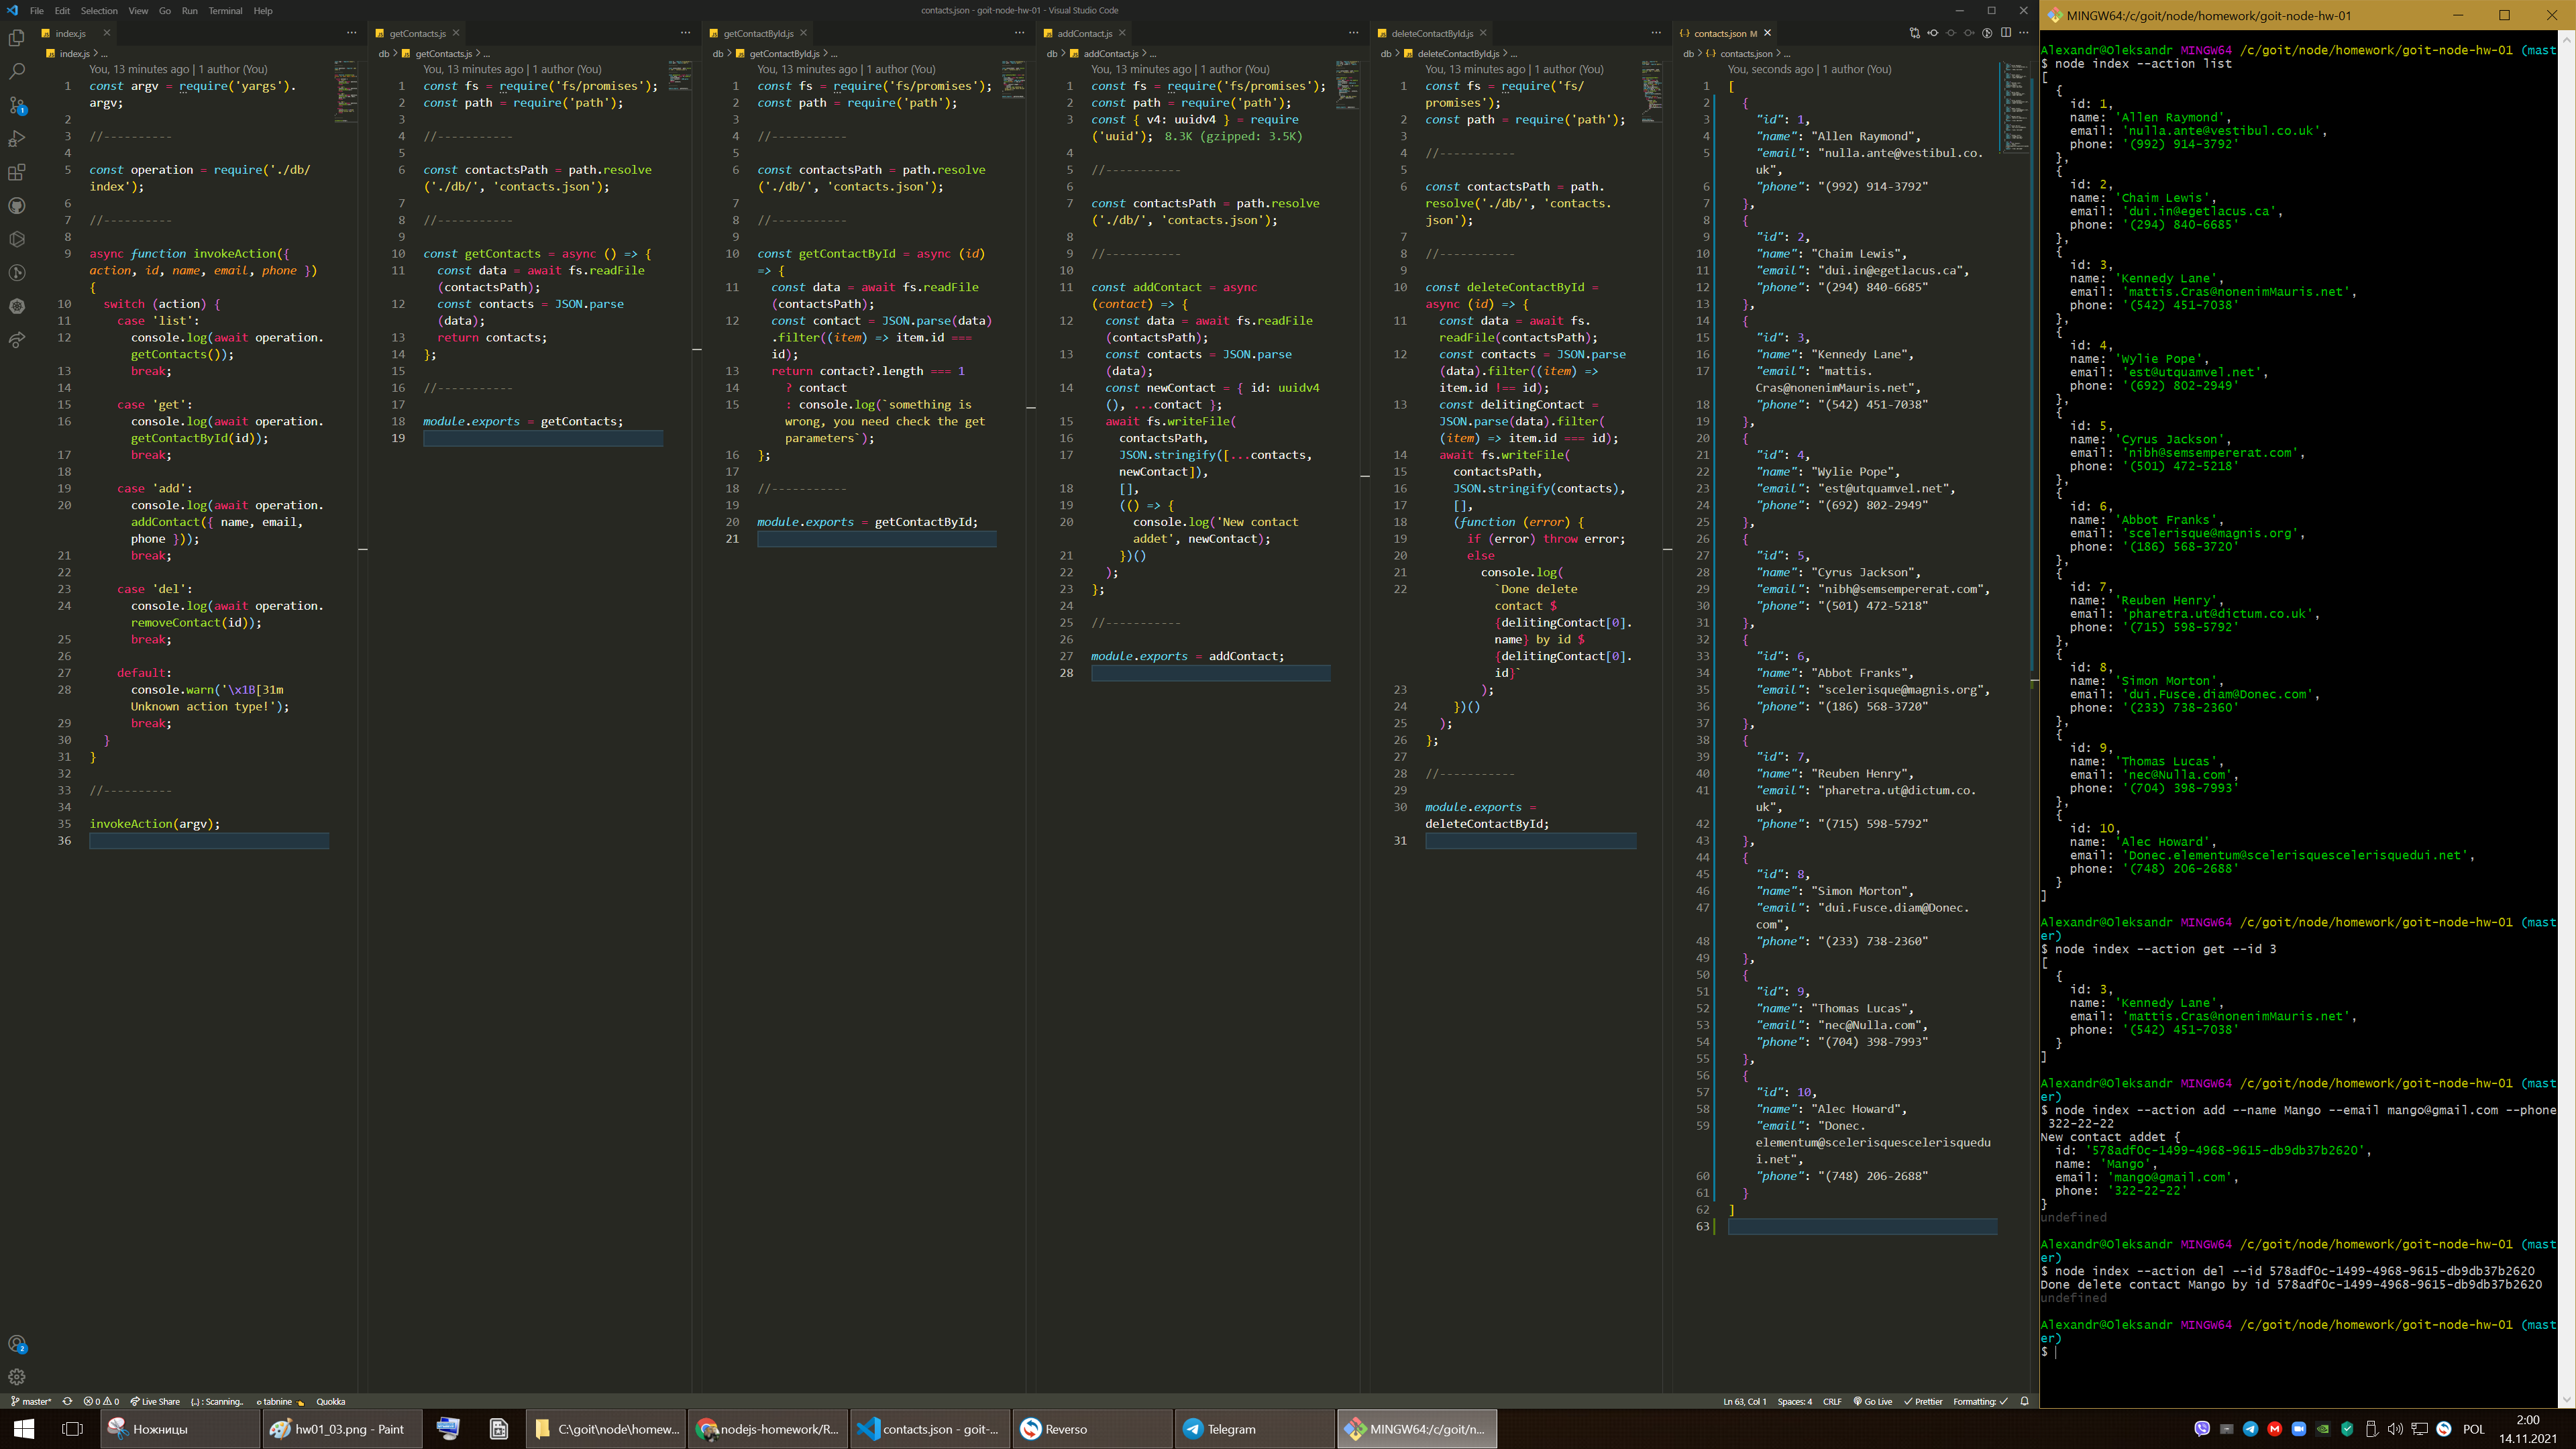 File Edit Selection View Go Run Terminal Help
contacts.json - goit-node-hw-01 - Visual Studio Code
index.js
index.js > ...
You, 13 minutes ago | 1 author (You)
1 const argv = require('yargs').
argv;
2
3 //----------
4
5 const operation = require('./db/
index');
6
7 //----------
8
9 async function invokeAction({
action, id, name, email, phone })
{
10 switch (action) {
11 case 'list':
12 console.log(await operation.
getContacts());
13 break;
14
15 case 'get':
16 console.log(await operation.
getContactById(id));
17 break;
18
19 case 'add':
20 console.log(await operation.
addContact({ name, email,
phone }));
21 break;
22
23 case 'del':
24 console.log(await operation.
removeContact(id));
25 break;
26
27 default:
28 console.warn('\x1B[31m
Unknown action type!');
29 break;
30 }
31 }
32
33 //----------
34
35 invokeAction(argv);
36
getContacts.js
db > getContacts.js > ...
You, 13 minutes ago | 1 author (You)
1 const fs = require('fs/promises');
2 const path = require('path');
3
4 //-----------
5
6 const contactsPath = path.resolve
('./db/', 'contacts.json');
7
8 //-----------
9
10 const getContacts = async () => {
11 const data = await fs.readFile
(contactsPath);
12 const contacts = JSON.parse
(data);
13 return contacts;
14 };
15
16 //-----------
17
18 module.exports = getContacts;
19
getContactById.js
db > getContactById.js > ...
You, 13 minutes ago | 1 author (You)
1 const fs = require('fs/promises');
2 const path = require('path');
3
4 //-----------
5
6 const contactsPath = path.resolve
('./db/', 'contacts.json');
7
8 //-----------
9
10 const getContactById = async (id)
=> {
11 const data = await fs.readFile
(contactsPath);
12 const contact = JSON.parse(data)
.filter((item) => item.id ===
id);
13 return contact?.length === 1
14 ? contact
15 : console.log(`something is
wrong, you need check the get
parameters`);
16 };
17
18 //-----------
19
20 module.exports = getContactById;
21
addContact.js
db > addContact.js > ...
You, 13 minutes ago | 1 author (You)
1 const fs = require('fs/promises');
2 const path = require('path');
3 const { v4: uuidv4 } = require
('uuid'); 8.3K (gzipped: 3.5K)
4
5 //-----------
6
7 const contactsPath = path.resolve
('./db/', 'contacts.json');
8
9 //-----------
10
11 const addContact = async
(contact) => {
12 const data = await fs.readFile
(contactsPath);
13 const contacts = JSON.parse
(data);
14 const newContact = { id: uuidv4
(), ...contact };
15 await fs.writeFile(
16 contactsPath,
17 JSON.stringify([...contacts,
newContact]),
18 [],
19 (() => {
20 console.log('New contact
addet', newContact);
21 })()
22 );
23 };
24
25 //-----------
26
27 module.exports = addContact;
28
deleteContactById.js
db > deleteContactById.js > ...
You, 13 minutes ago | 1 author (You)
1 const fs = require('fs/
promises');
2 const path = require('path');
3
4 //-----------
5
6 const contactsPath = path.
resolve('./db/', 'contacts.
json');
7
8 //-----------
9
10 const deleteContactById =
async (id) => {
11 const data = await fs.
readFile(contactsPath);
12 const contacts = JSON.parse
(data).filter((item) =>
item.id !== id);
13 const delitingContact =
JSON.parse(data).filter(
(item) => item.id === id);
14 await fs.writeFile(
15 contactsPath,
16 JSON.stringify(contacts),
17 [],
18 (function (error) {
19 if (error) throw error;
20 else
21 console.log(
22 `Done delete
contact $
{delitingContact[0].
name} by id $
{delitingContact[0].
id}`
23 );
24 })()
25 );
26 };
27
28 //-----------
29
30 module.exports =
deleteContactById;
31
contacts.json M
db > contacts.json > ...
You, seconds ago | 1 author (You)
1 [
2 {
3 "id": 1,
4 "name": "Allen Raymond",
5 "email": "nulla.ante@vestibul.co.
uk",
6 "phone": "(992) 914-3792"
7 },
8 {
9 "id": 2,
10 "name": "Chaim Lewis",
11 "email": "dui.in@egetlacus.ca",
12 "phone": "(294) 840-6685"
13 },
14 {
15 "id": 3,
16 "name": "Kennedy Lane",
17 "email": "mattis.
Cras@nonenimMauris.net",
18 "phone": "(542) 451-7038"
19 },
20 {
21 "id": 4,
22 "name": "Wylie Pope",
23 "email": "est@utquamvel.net",
24 "phone": "(692) 802-2949"
25 },
26 {
27 "id": 5,
28 "name": "Cyrus Jackson",
29 "email": "nibh@semsempererat.com",
30 "phone": "(501) 472-5218"
31 },
32 {
33 "id": 6,
34 "name": "Abbot Franks",
35 "email": "scelerisque@magnis.org",
36 "phone": "(186) 568-3720"
37 },
38 {
39 "id": 7,
40 "name": "Reuben Henry",
41 "email": "pharetra.ut@dictum.co.
uk",
42 "phone": "(715) 598-5792"
43 },
44 {
45 "id": 8,
46 "name": "Simon Morton",
47 "email": "dui.Fusce.diam@Donec.
com",
48 "phone": "(233) 738-2360"
49 },
50 {
51 "id": 9,
52 "name": "Thomas Lucas",
53 "email": "nec@Nulla.com",
54 "phone": "(704) 398-7993"
55 },
56 {
57 "id": 10,
58 "name": "Alec Howard",
59 "email": "Donec.
elementum@scelerisquescelerisquedu
i.net",
60 "phone": "(748) 206-2688"
61 }
62 ]
63
MINGW64:/c/goit/node/homework/goit-node-hw-01
Alexandr@Oleksandr MINGW64 /c/goit/node/homework/goit-node-hw-01 (mast
$ node index --action list
[
{
id: 1,
name: 'Allen Raymond',
email: 'nulla.ante@vestibul.co.uk',
phone: '(992) 914-3792'
},
{
id: 2,
name: 'Chaim Lewis',
email: 'dui.in@egetlacus.ca',
phone: '(294) 840-6685'
},
{
id: 3,
name: 'Kennedy Lane',
email: 'mattis.Cras@nonenimMauris.net',
phone: '(542) 451-7038'
},
{
id: 4,
name: 'Wylie Pope',
email: 'est@utquamvel.net',
phone: '(692) 802-2949'
},
{
id: 5,
name: 'Cyrus Jackson',
email: 'nibh@semsempererat.com',
phone: '(501) 472-5218'
},
{
id: 6,
name: 'Abbot Franks',
email: 'scelerisque@magnis.org',
phone: '(186) 568-3720'
},
{
id: 7,
name: 'Reuben Henry',
email: 'pharetra.ut@dictum.co.uk',
phone: '(715) 598-5792'
},
{
id: 8,
name: 'Simon Morton',
email: 'dui.Fusce.diam@Donec.com',
phone: '(233) 738-2360'
},
{
id: 9,
name: 'Thomas Lucas',
email: 'nec@Nulla.com',
phone: '(704) 398-7993'
},
{
id: 10,
name: 'Alec Howard',
email: 'Donec.elementum@scelerisquescelerisquedui.net',
phone: '(748) 206-2688'
}
]
Alexandr@Oleksandr MINGW64 /c/goit/node/homework/goit-node-hw-01 (mast
er)
$ node index --action get --id 3
[
{
id: 3,
name: 'Kennedy Lane',
email: 'mattis.Cras@nonenimMauris.net',
phone: '(542) 451-7038'
}
]
Alexandr@Oleksandr MINGW64 /c/goit/node/homework/goit-node-hw-01 (mast
er)
$ node index --action add --name Mango --email mango@gmail.com --phone
322-22-22
New contact addet {
id: '578adf0c-1499-4968-9615-db9db37b2620',
name: 'Mango',
email: 'mango@gmail.com',
phone: '322-22-22'
}
undefined
Alexandr@Oleksandr MINGW64 /c/goit/node/homework/goit-node-hw-01 (mast
er)
$ node index --action del --id 578adf0c-1499-4968-9615-db9db37b2620
Done delete contact Mango by id 578adf0c-1499-4968-9615-db9db37b2620
undefined
Alexandr@Oleksandr MINGW64 /c/goit/node/homework/goit-node-hw-01 (mast
er)
$
master* 0 0 Live Share {..} : Scanning.. tabnine Quokka
Ln 63, Col 1 Spaces: 4 CRLF Go Live Prettier Formatting: ✓
Ножницы
hw01_03.png - Paint
C:\goit\node\homew...
nodejs-homework/R...
contacts.json - goit-...
Reverso
Telegram
MINGW64:/c/goit/n...
POL
2:00
14.11.2021